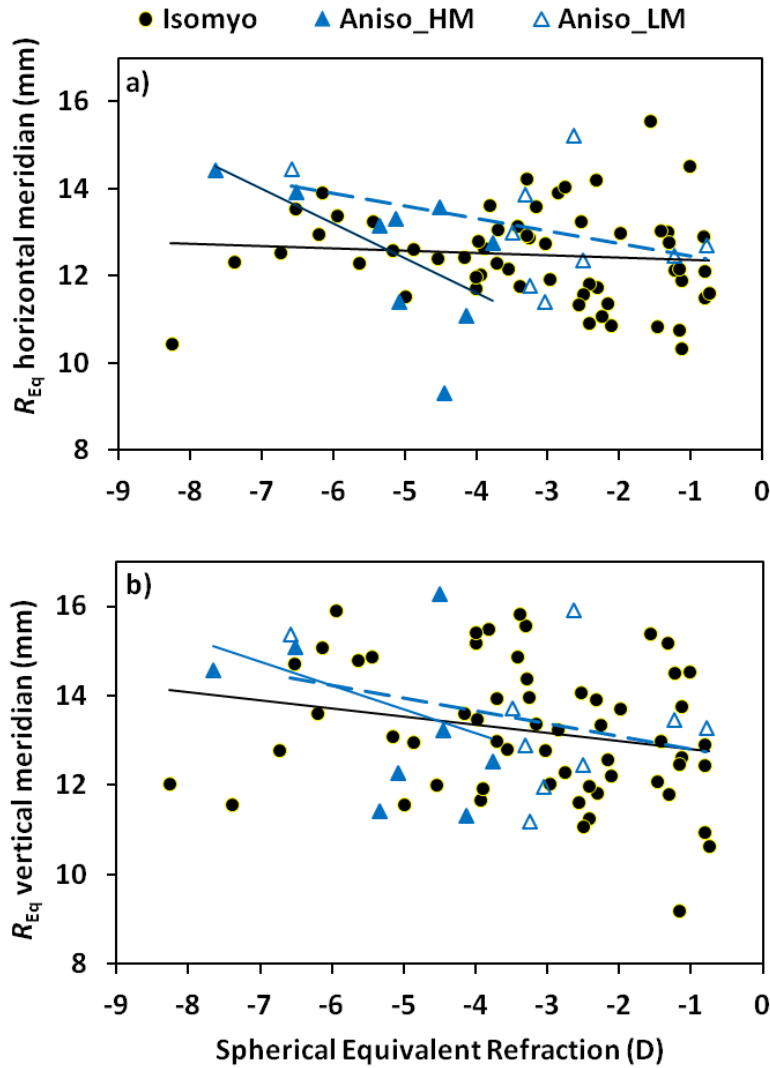 Isomyo Aniso_HM Aniso_LM
a)
16
14
12
10
8
-9 -8 -7 -6 -5 -4 -3 -2 -1 0
R_Eq horizontal meridian (mm)
b)
16
14
12
10
8
-9 -8 -7 -6 -5 -4 -3 -2 -1 0
R_Eq vertical meridian (mm)
Spherical Equivalent Refraction (D)